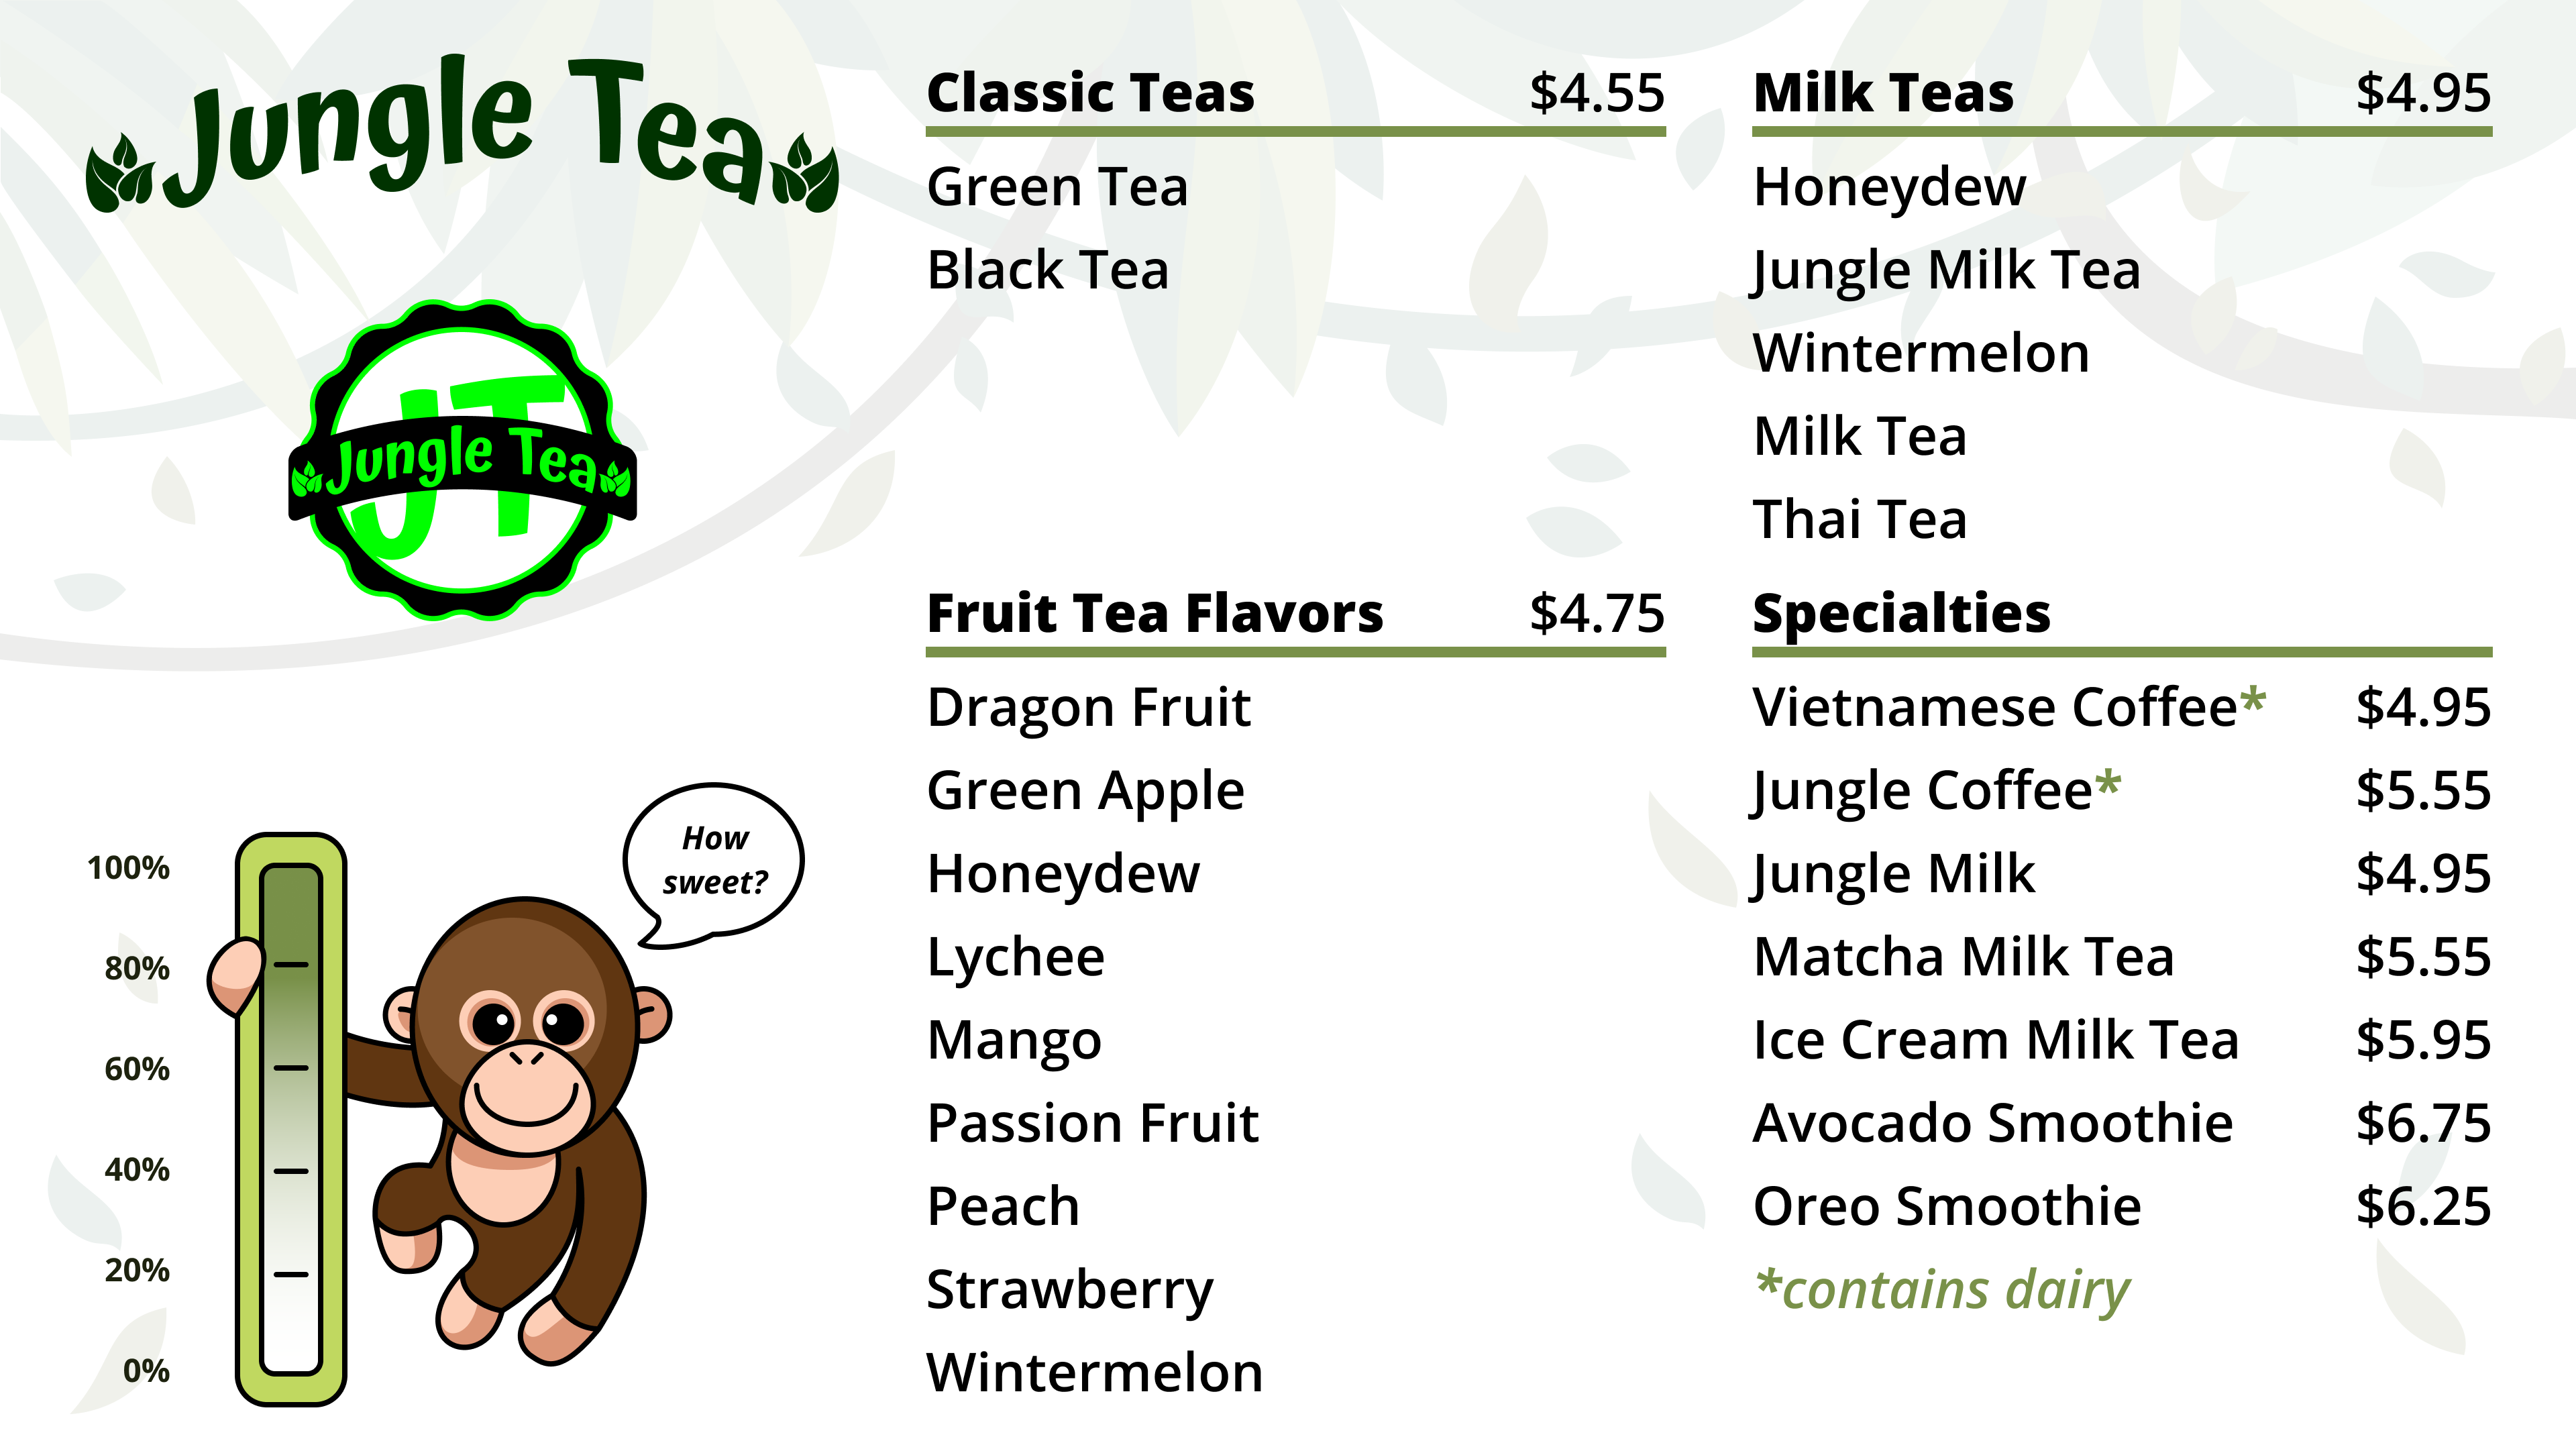 Jungle Tea
JT
Jungle Tea
How
sweet?
100%
80%
60%
40%
20%
0%
Classic Teas $4.55
Green Tea
Black Tea
Fruit Tea Flavors $4.75
Dragon Fruit
Green Apple
Honeydew
Lychee
Mango
Passion Fruit
Peach
Strawberry
Wintermelon
Milk Teas $4.95
Honeydew
Jungle Milk Tea
Wintermelon
Milk Tea
Thai Tea
Specialties
Vietnamese Coffee* $4.95
Jungle Coffee* $5.55
Jungle Milk $4.95
Matcha Milk Tea $5.55
Ice Cream Milk Tea $5.95
Avocado Smoothie $6.75
Oreo Smoothie $6.25
*contains dairy